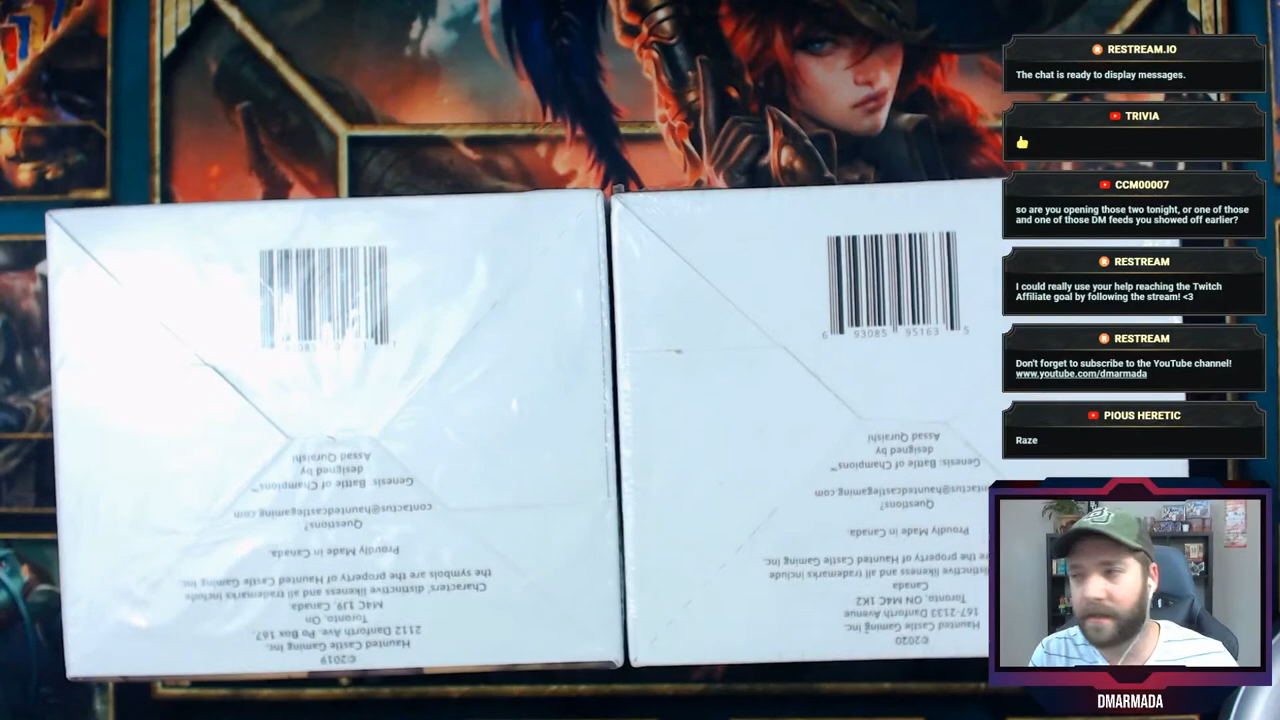 6 93085 95163 5
©2019
Haunted Castle Gaming Inc.
2112 Danforth Ave. Po Box 167,
Toronto, On
M4C 1J9, Canada
Characters, distinctive likeness and all trademarks include
the symbols are the property of Haunted Castle Gaming Inc
Proudly Made in Canada.
Questions?
contactus@hauntedcastlegaming.com
Genesis: Battle of Champions™
designed by
Assad Quraishi
©2020
Haunted Castle Gaming Inc.
167-2133 Danforth Avenue
Toronto, ON M4C 1K2
Canada
distinctive likeness and all trademarks include
are the property of Haunted Castle Gaming Inc.
Proudly Made in Canada.
Questions?
contactus@hauntedcastlegaming.com
Genesis: Battle of Champions™
designed by
Assad Quraishi
RESTREAM.IO
The chat is ready to display messages.
TRIVIA
👍
CCM00007
so are you opening those two tonight, or one of those
and one of those DM feeds you showed off earlier?
RESTREAM
I could really use your help reaching the Twitch
Affiliate goal by following the stream! <3
RESTREAM
Don't forget to subscribe to the YouTube channel!
www.youtube.com/dmarmada
PIOUS HERETIC
Raze
DMARMADA